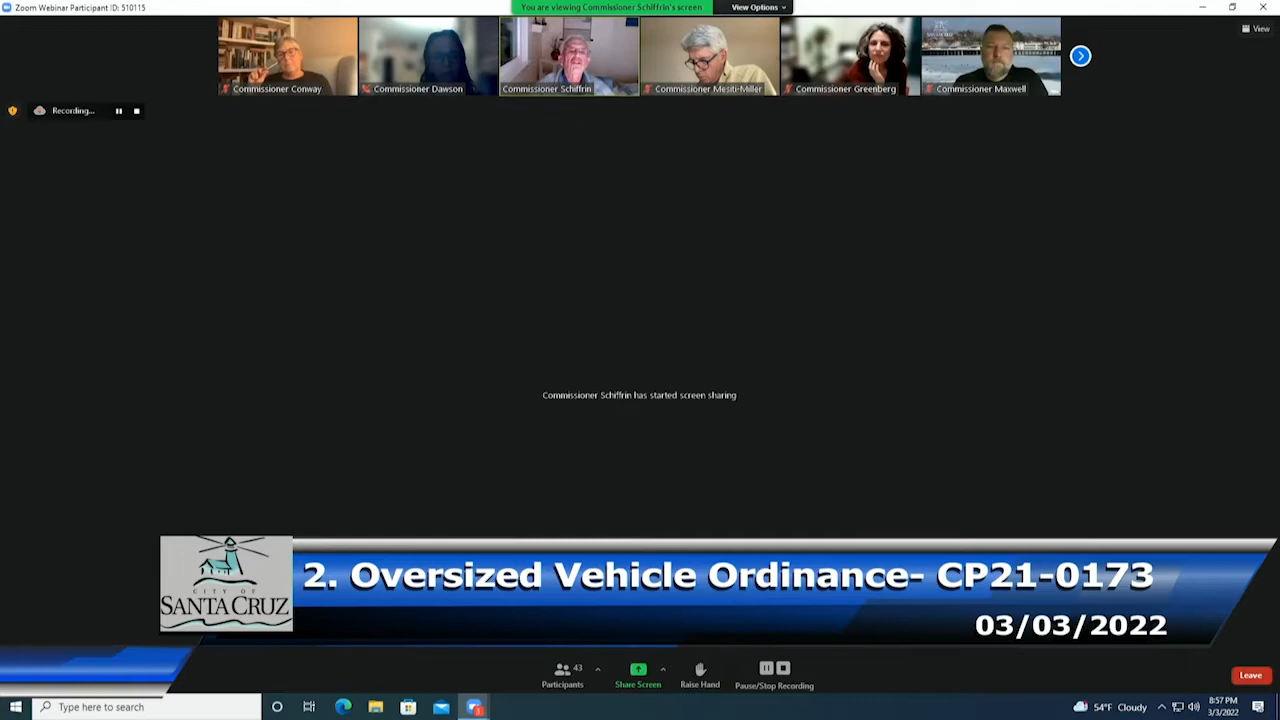 Zoom Webinar Participant ID: 510115
You are viewing Commissioner Schiffrin's screen
View Options
View
Commissioner Conway
Commissioner Dawson
Commissioner Schiffrin
Commissioner Mesiti-Miller
Commissioner Greenberg
Commissioner Maxwell
Recording...
Commissioner Schiffrin has started screen sharing
CITY OF
SANTA CRUZ
2. Oversized Vehicle Ordinance- CP21-0173
03/03/2022
43
Participants
Share Screen
Raise Hand
Pause/Stop Recording
Leave
Type here to search
3
54°F Cloudy
8:57 PM
3/3/2022